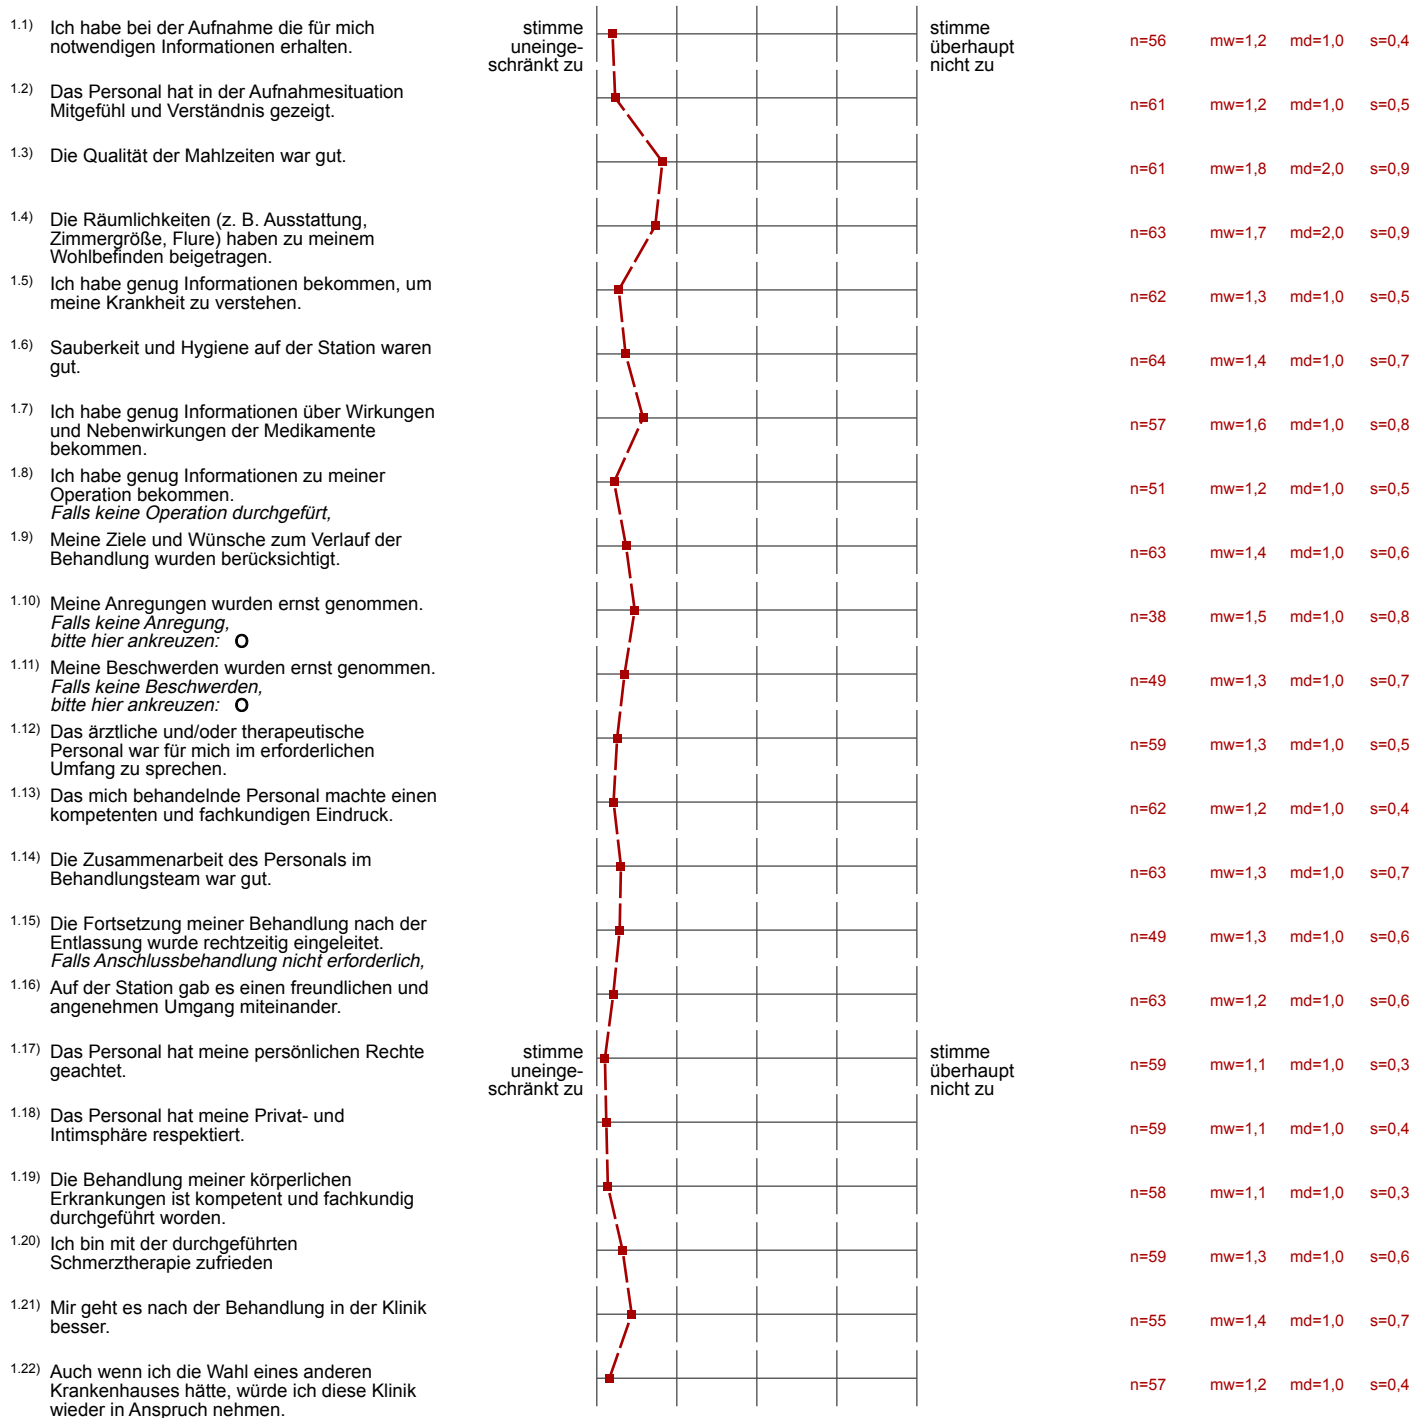 1.1) Ich habe bei der Aufnahme die für mich
notwendigen Informationen erhalten.
stimme
uneinge-
schränkt zu
stimme
überhaupt
nicht zu
n=56 mw=1,2 md=1,0 s=0,4
1.2) Das Personal hat in der Aufnahmesituation
Mitgefühl und Verständnis gezeigt.
n=61 mw=1,2 md=1,0 s=0,5
1.3) Die Qualität der Mahlzeiten war gut.
n=61 mw=1,8 md=2,0 s=0,9
1.4) Die Räumlichkeiten (z. B. Ausstattung,
Zimmergröße, Flure) haben zu meinem
Wohlbefinden beigetragen.
n=63 mw=1,7 md=2,0 s=0,9
1.5) Ich habe genug Informationen bekommen, um
meine Krankheit zu verstehen.
n=62 mw=1,3 md=1,0 s=0,5
1.6) Sauberkeit und Hygiene auf der Station waren
gut.
n=64 mw=1,4 md=1,0 s=0,7
1.7) Ich habe genug Informationen über Wirkungen
und Nebenwirkungen der Medikamente
bekommen.
n=57 mw=1,6 md=1,0 s=0,8
1.8) Ich habe genug Informationen zu meiner
Operation bekommen.
Falls keine Operation durchgefürt,
n=51 mw=1,2 md=1,0 s=0,5
1.9) Meine Ziele und Wünsche zum Verlauf der
Behandlung wurden berücksichtigt.
n=63 mw=1,4 md=1,0 s=0,6
1.10) Meine Anregungen wurden ernst genommen.
Falls keine Anregung,
bitte hier ankreuzen: O
n=38 mw=1,5 md=1,0 s=0,8
1.11) Meine Beschwerden wurden ernst genommen.
Falls keine Beschwerden,
bitte hier ankreuzen: O
n=49 mw=1,3 md=1,0 s=0,7
1.12) Das ärztliche und/oder therapeutische
Personal war für mich im erforderlichen
Umfang zu sprechen.
n=59 mw=1,3 md=1,0 s=0,5
1.13) Das mich behandelnde Personal machte einen
kompetenten und fachkundigen Eindruck.
n=62 mw=1,2 md=1,0 s=0,4
1.14) Die Zusammenarbeit des Personals im
Behandlungsteam war gut.
n=63 mw=1,3 md=1,0 s=0,7
1.15) Die Fortsetzung meiner Behandlung nach der
Entlassung wurde rechtzeitig eingeleitet.
Falls Anschlussbehandlung nicht erforderlich,
n=49 mw=1,3 md=1,0 s=0,6
1.16) Auf der Station gab es einen freundlichen und
angenehmen Umgang miteinander.
n=63 mw=1,2 md=1,0 s=0,6
1.17) Das Personal hat meine persönlichen Rechte
geachtet.
stimme
uneinge-
schränkt zu
stimme
überhaupt
nicht zu
n=59 mw=1,1 md=1,0 s=0,3
1.18) Das Personal hat meine Privat- und
Intimsphäre respektiert.
n=59 mw=1,1 md=1,0 s=0,4
1.19) Die Behandlung meiner körperlichen
Erkrankungen ist kompetent und fachkundig
durchgeführt worden.
n=58 mw=1,1 md=1,0 s=0,3
1.20) Ich bin mit der durchgeführten
Schmerztherapie zufrieden
n=59 mw=1,3 md=1,0 s=0,6
1.21) Mir geht es nach der Behandlung in der Klinik
besser.
n=55 mw=1,4 md=1,0 s=0,7
1.22) Auch wenn ich die Wahl eines anderen
Krankenhauses hätte, würde ich diese Klinik
wieder in Anspruch nehmen.
n=57 mw=1,2 md=1,0 s=0,4